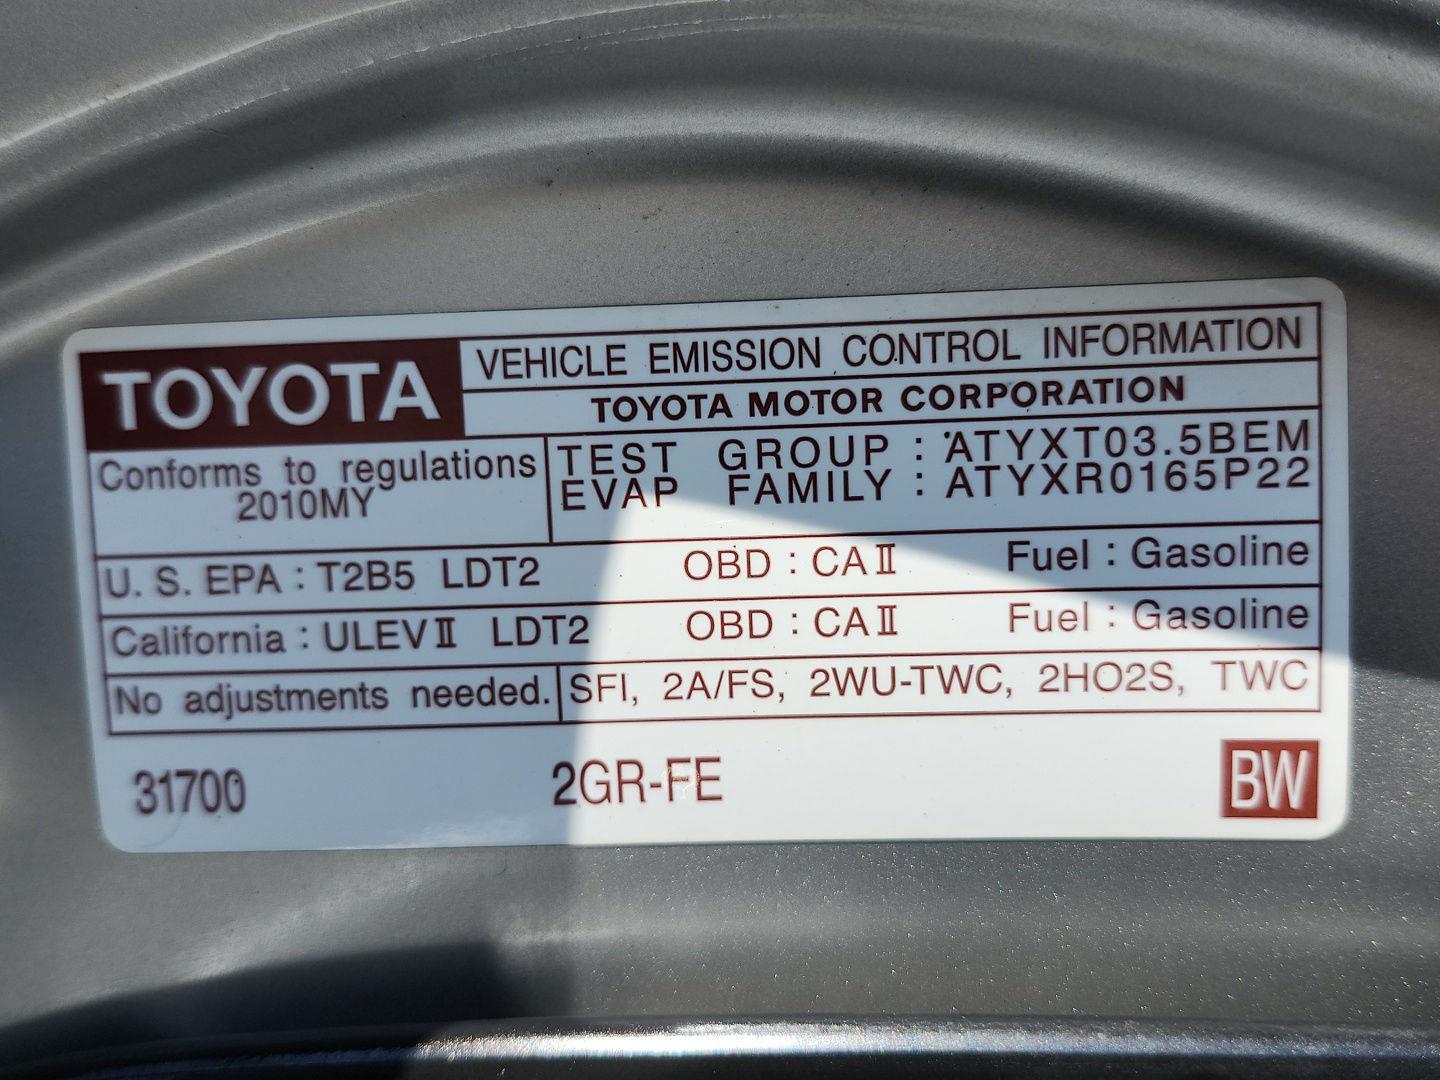 TOYOTA
VEHICLE EMISSION CONTROL INFORMATION
TOYOTA MOTOR CORPORATION
Conforms to regulations
2010MY
TEST GROUP : ATYXT03.5BEM
EVAP FAMILY : ATYXR0165P22
U. S. EPA : T2B5 LDT2 OBD : CAⅡ Fuel : Gasoline
California : ULEVⅡ LDT2 OBD : CAⅡ Fuel : Gasoline
No adjustments needed. SFI, 2A/FS, 2WU-TWC, 2HO2S, TWC
31700 2GR-FE BW